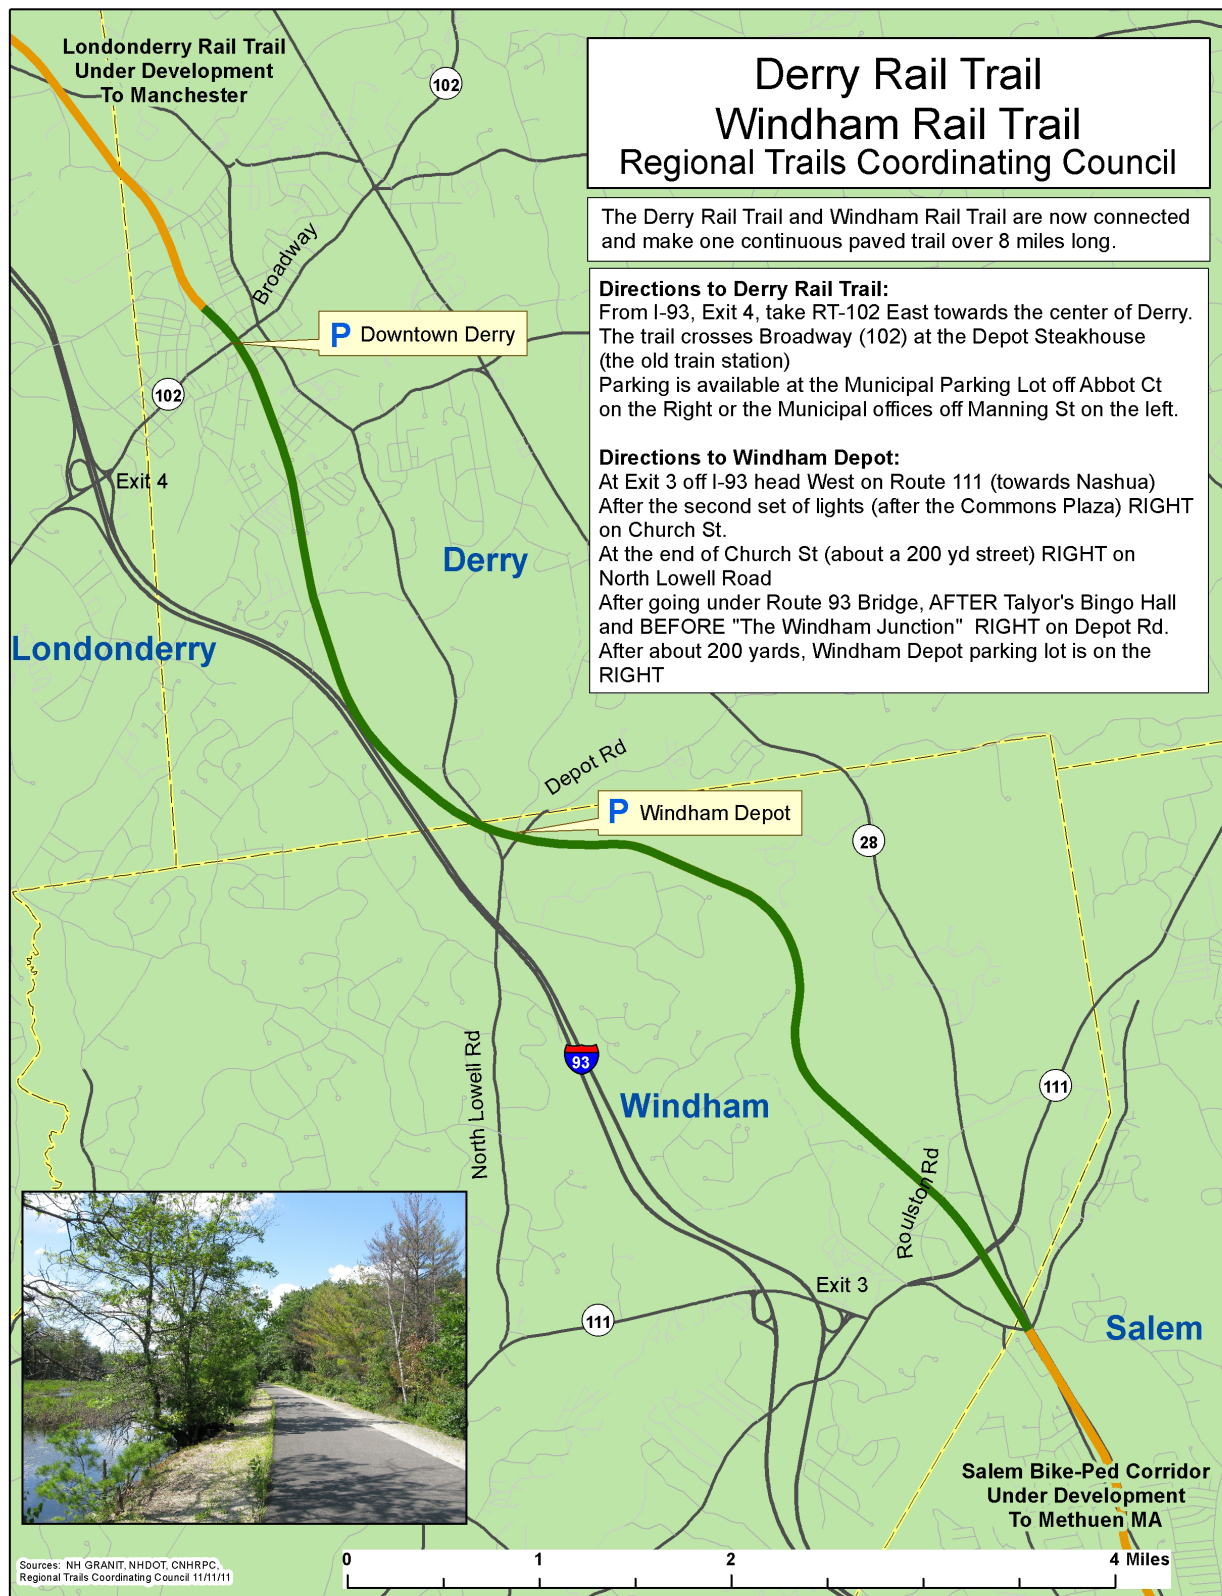 Londonderry Rail Trail
Under Development
To Manchester
102
Derry Rail Trail
Windham Rail Trail
Regional Trails Coordinating Council
The Derry Rail Trail and Windham Rail Trail are now connected
and make one continuous paved trail over 8 miles long.
Broadway
P Downtown Derry
102
Exit 4
Directions to Derry Rail Trail:
From I-93, Exit 4, take RT-102 East towards the center of Derry.
The trail crosses Broadway (102) at the Depot Steakhouse
(the old train station)
Parking is available at the Municipal Parking Lot off Abbot Ct
on the Right or the Municipal offices off Manning St on the left.
Directions to Windham Depot:
At Exit 3 off I-93 head West on Route 111 (towards Nashua)
After the second set of lights (after the Commons Plaza) RIGHT
on Church St.
At the end of Church St (about a 200 yd street) RIGHT on
North Lowell Road
After going under Route 93 Bridge, AFTER Talyor's Bingo Hall
and BEFORE "The Windham Junction"  RIGHT on Depot Rd.
After about 200 yards, Windham Depot parking lot is on the
RIGHT
Derry
Londonderry
Depot Rd
P Windham Depot
28
North Lowell Rd
93
111
Windham
Roulston Rd
Exit 3
111
Salem
Salem Bike-Ped Corridor
Under Development
To Methuen MA
Sources:  NH GRANIT, NHDOT, CNHRPC,
Regional Trails Coordinating Council 11/11/11
0 1 2 4 Miles